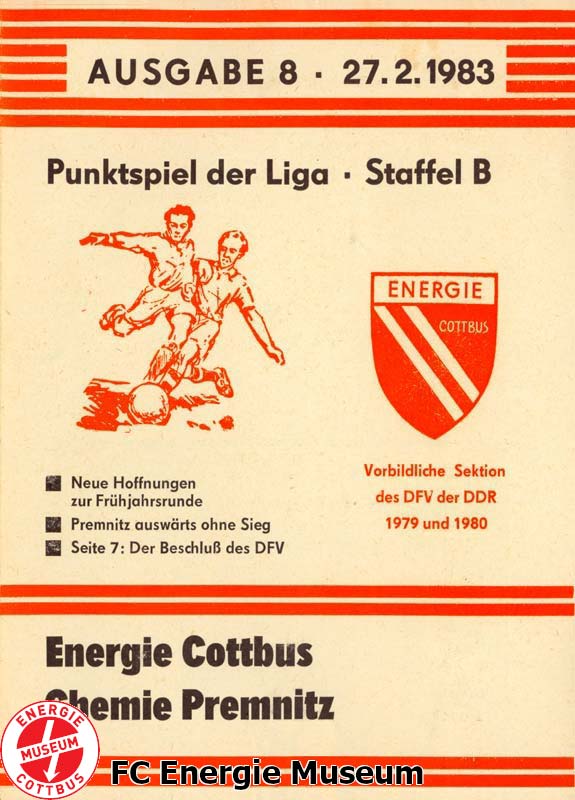 AUSGABE 8 · 27.2.1983
Punktspiel der Liga · Staffel B
ENERGIE
COTTBUS
Vorbildliche Sektion
des DFV der DDR
1979 und 1980
Neue Hoffnungen
zur Frühjahrsrunde
Premnitz auswärts ohne Sieg
Seite 7: Der Beschluß des DFV
Energie Cottbus
Chemie Premnitz
ENERGIE
MUSEUM
COTTBUS
FC Energie Museum